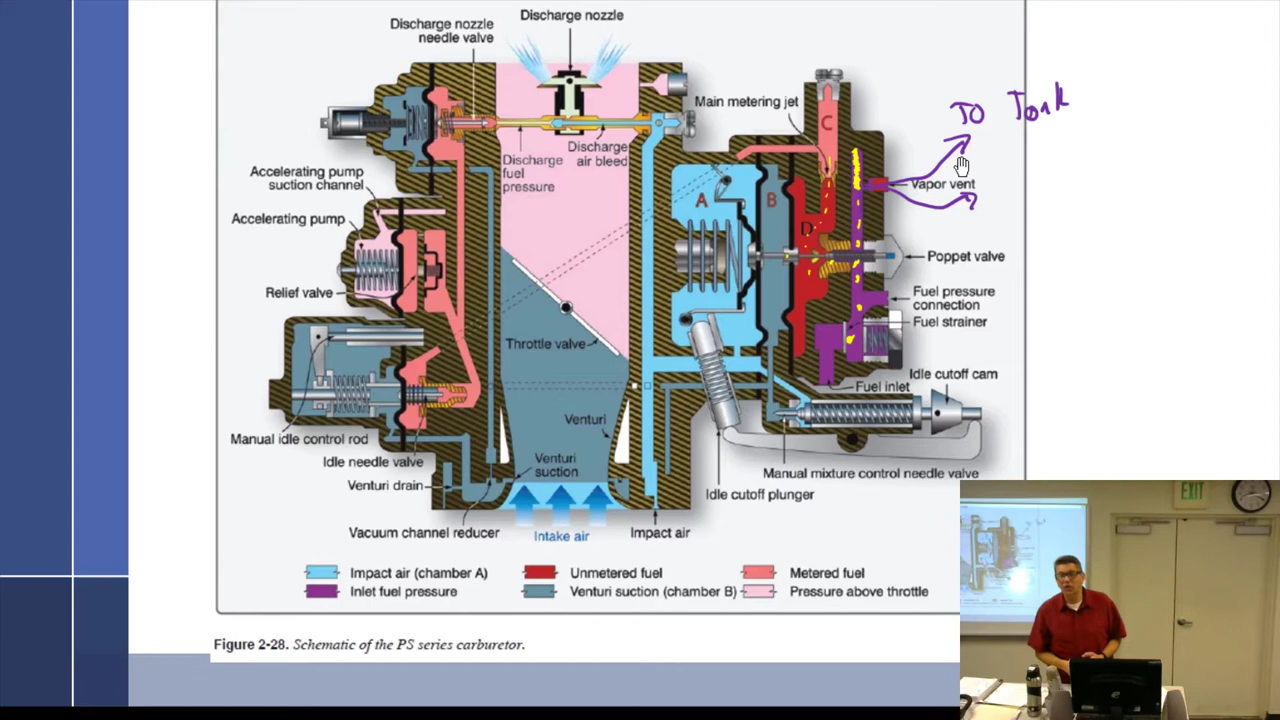 Discharge nozzle
Discharge nozzle
needle valve
Main metering jet
TO Tank
C
Discharge
air bleed
Discharge
fuel
pressure
Accelerating pump
suction channel
Vapor vent
A
B
Accelerating pump
D
Poppet valve
Relief valve
Fuel pressure
connection
Fuel strainer
Throttle valve
Idle cutoff cam
Fuel inlet
Venturi
Manual idle control rod
Idle needle valve
Venturi
suction
Manual mixture control needle valve
Venturi drain
Idle cutoff plunger
Vacuum channel reducer
Intake air
Impact air
EXIT
Impact air (chamber A)
Unmetered fuel
Metered fuel
Inlet fuel pressure
Venturi suction (chamber B)
Pressure above throttle
Figure 2-28. Schematic of the PS series carburetor.